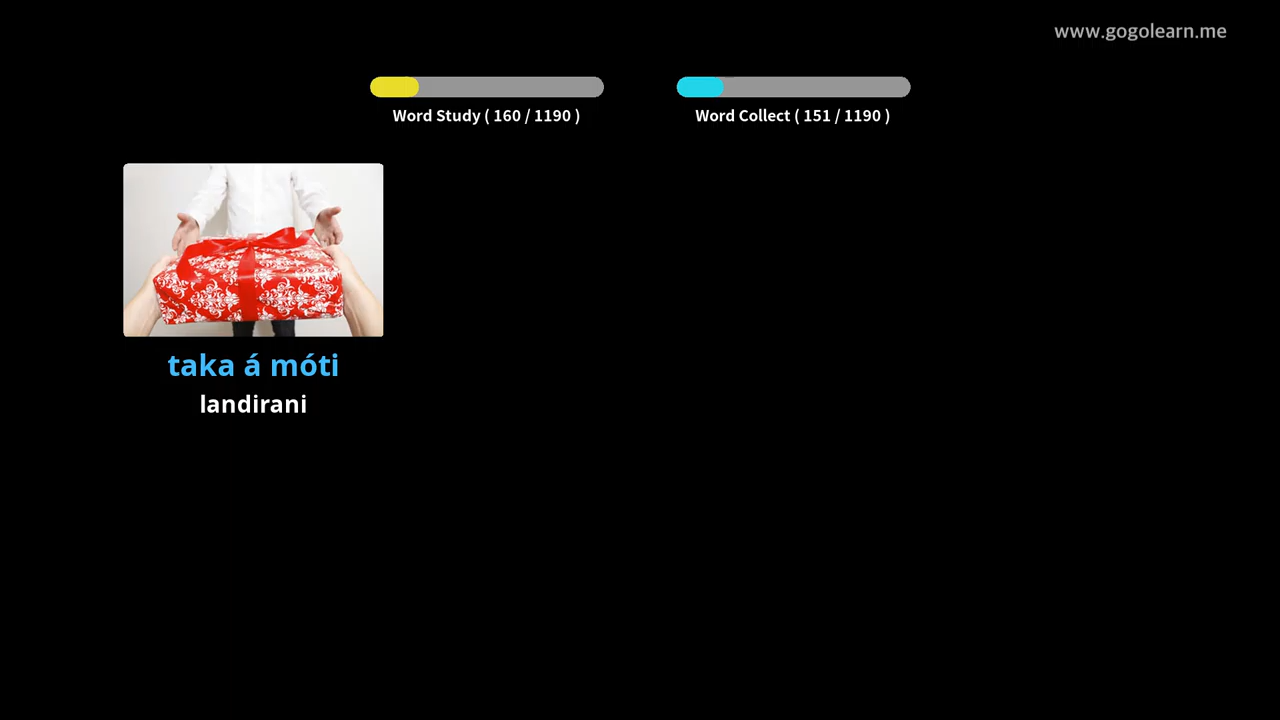 www.gogolearn.me
Word Study ( 160 / 1190 )
Word Collect ( 151 / 1190 )
taka á móti
landirani